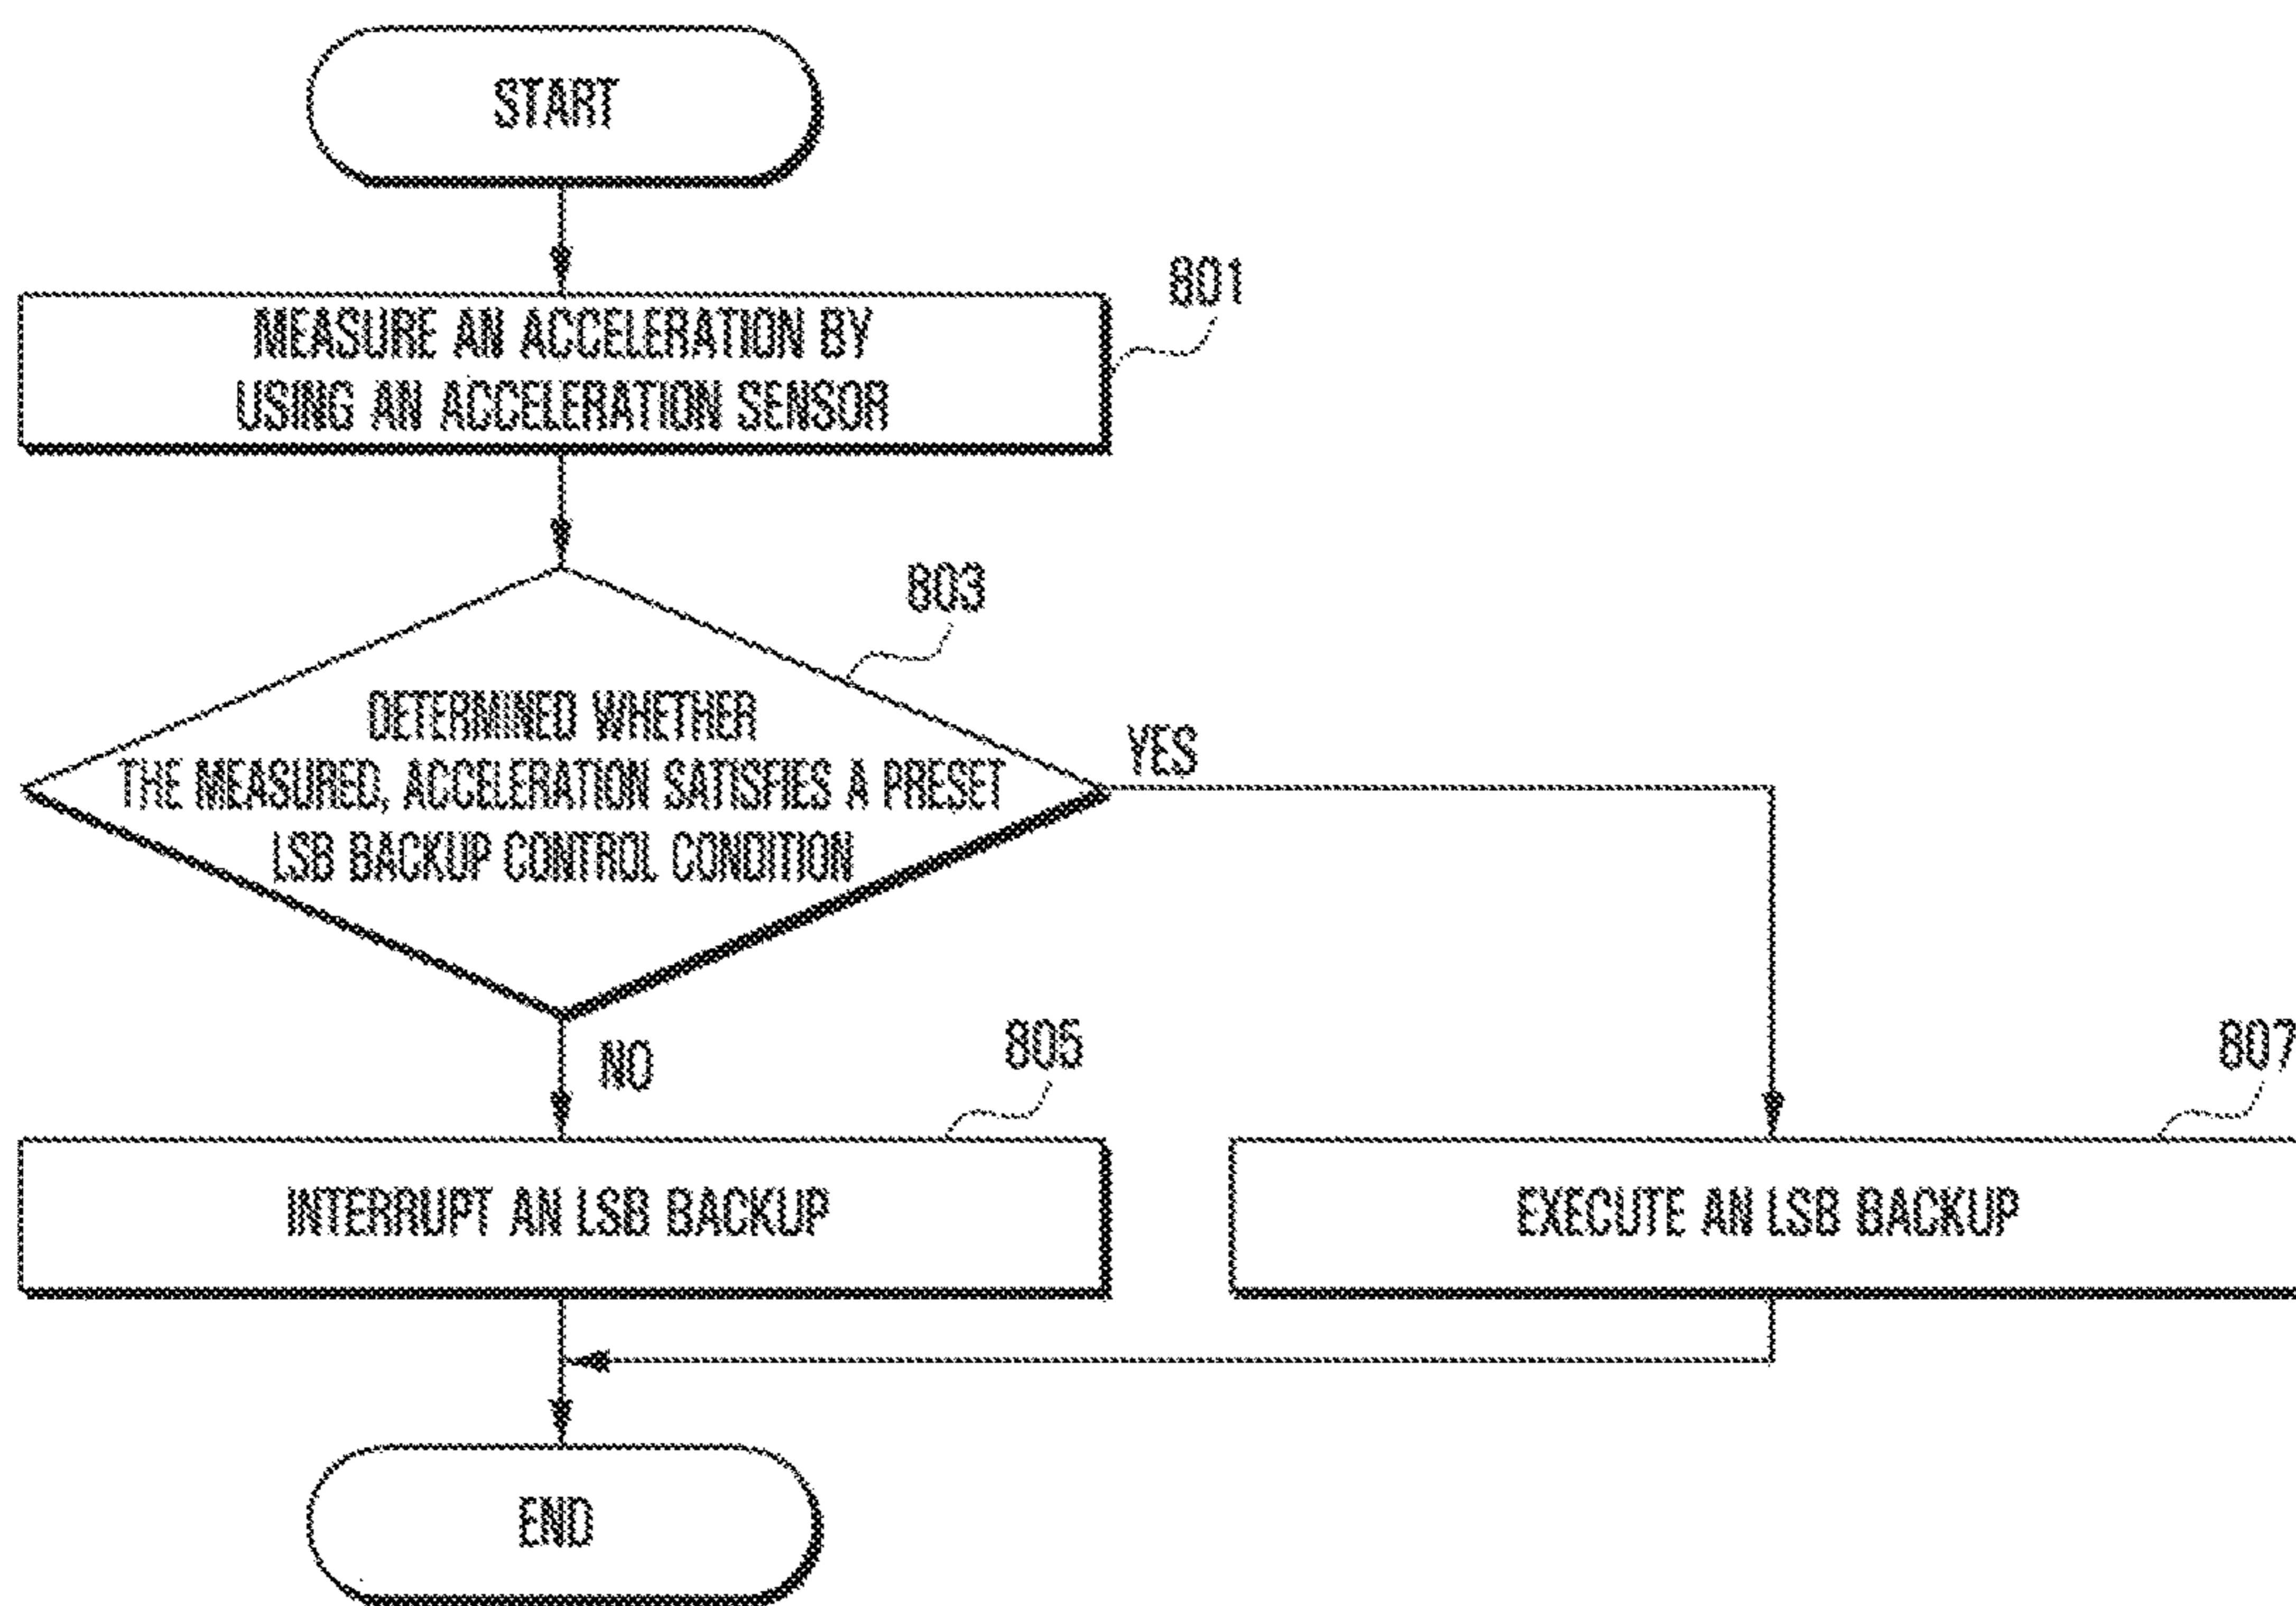 START
801
MEASURE AN ACCELERATION BY
USING AN ACCELERATION SENSOR
803
DETERMINED WHETHER
THE MEASURED, ACCELERATION SATISFIES A PRESET
LSB BACKUP CONTROL CONDITION
YES
NO
805
807
INTERRUPT AN LSB BACKUP
EXECUTE AN LSB BACKUP
END